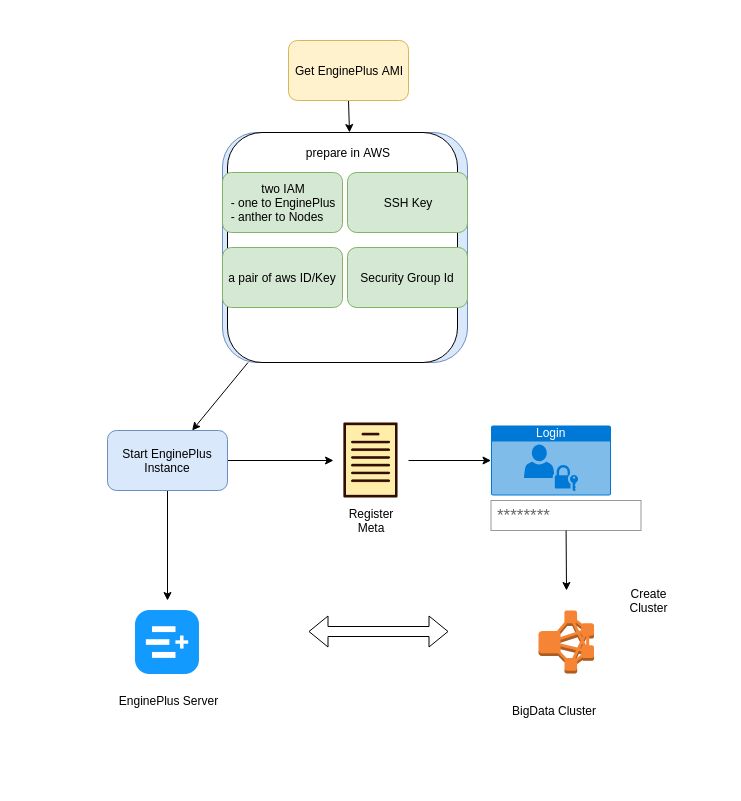 Get EnginePlus AMI
prepare in AWS
two IAM
- one to EnginePlus
- anther to Nodes
SSH Key
a pair of aws ID/Key
Security Group Id
Start EnginePlus
Instance
Register
Meta
Login
********
Create
Cluster
EnginePlus Server
BigData Cluster